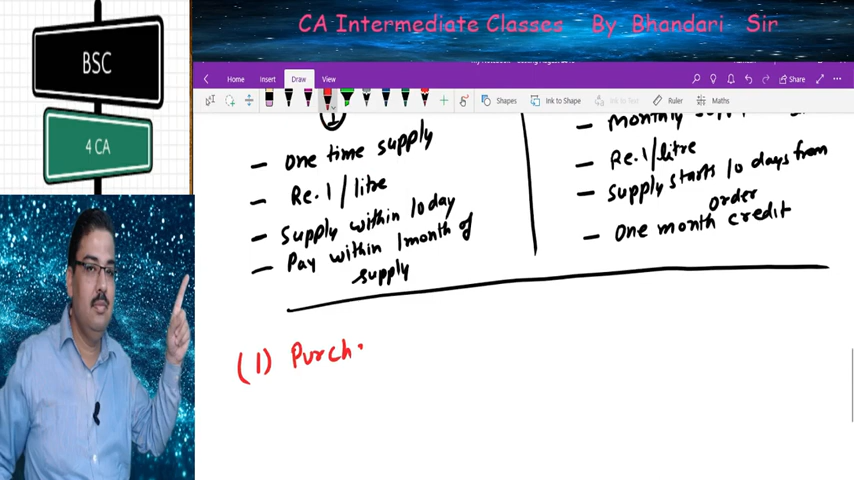 BSC
4 CA
CA Intermediate Classes By Bhandari Sir
Home Insert Draw View
Share
Shapes Ink to Shape Ink to Text Ruler Maths
One time supply
Re. 1 / litre
Supply within 10 day
Pay within 1 month of
supply
monthly
Re. 1/litre
Supply starts 10 days from
order
One month credit
(1) Purch